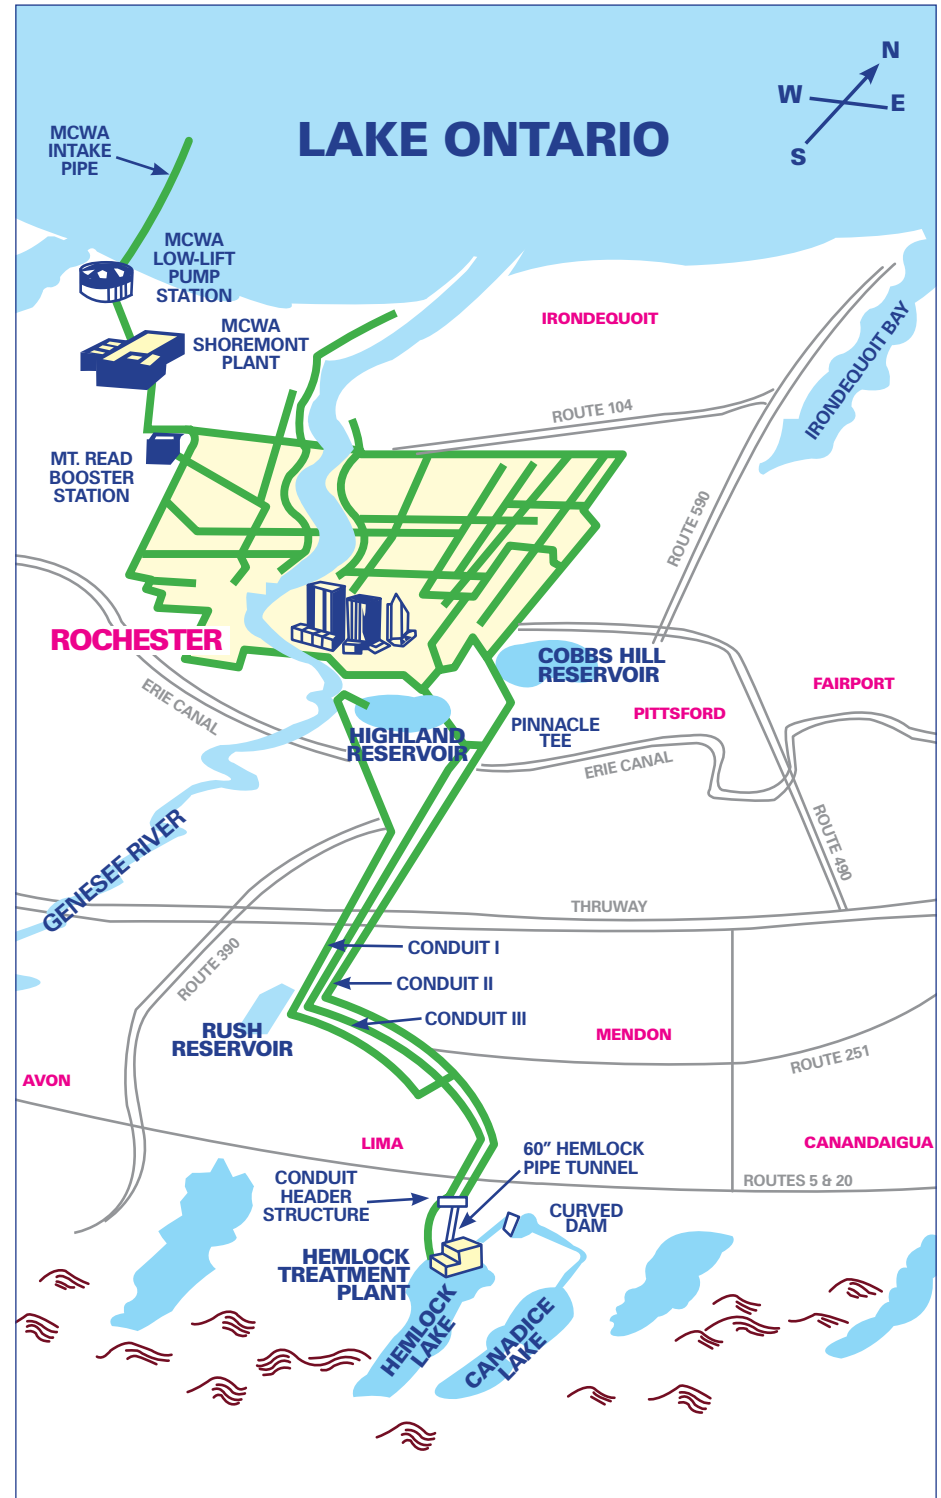 N
W
E
S
LAKE ONTARIO
MCWA
INTAKE
PIPE
MCWA
LOW-LIFT
PUMP
STATION
MCWA
SHOREMONT
PLANT
IRONDEQUOIT
IRONDEQUOIT BAY
ROUTE 104
MT. READ
BOOSTER
STATION
ROUTE 590
ROCHESTER
COBBS HILL
RESERVOIR
FAIRPORT
ERIE CANAL
PITTSFORD
PINNACLE
TEE
HIGHLAND
RESERVOIR
ERIE CANAL
GENESEE RIVER
ROUTE 490
THRUWAY
ROUTE 390
CONDUIT I
CONDUIT II
CONDUIT III
RUSH
RESERVOIR
MENDON
ROUTE 251
AVON
LIMA
CANANDAIGUA
60” HEMLOCK
PIPE TUNNEL
ROUTES 5 & 20
CONDUIT
HEADER
STRUCTURE
CURVED
DAM
HEMLOCK
TREATMENT
PLANT
HEMLOCK
LAKE
CANADICE
LAKE